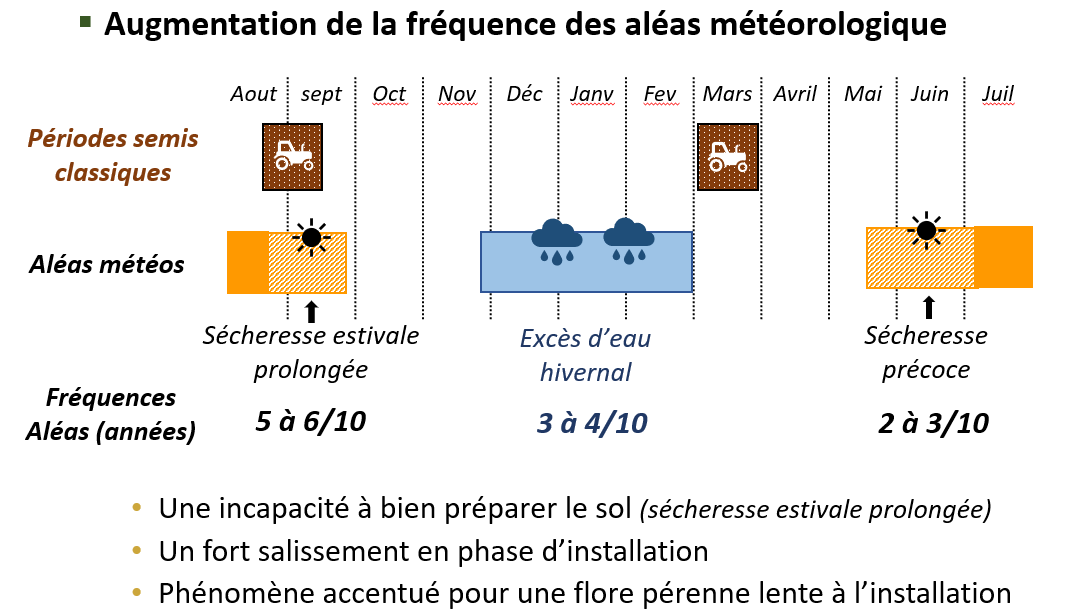 Augmentation de la fréquence des aléas météorologique
Aout sept Oct Nov Déc Janv Fev Mars Avril Mai Juin Juil
Périodes semis
classiques
Aléas météos
Sécheresse estivale
prolongée
Excès d’eau
hivernal
Sécheresse
précoce
Fréquences
Aléas (années)
5 à 6/10
3 à 4/10
2 à 3/10
Une incapacité à bien préparer le sol (sécheresse estivale prolongée)
Un fort salissement en phase d’installation
Phénomène accentué pour une flore pérenne lente à l’installation